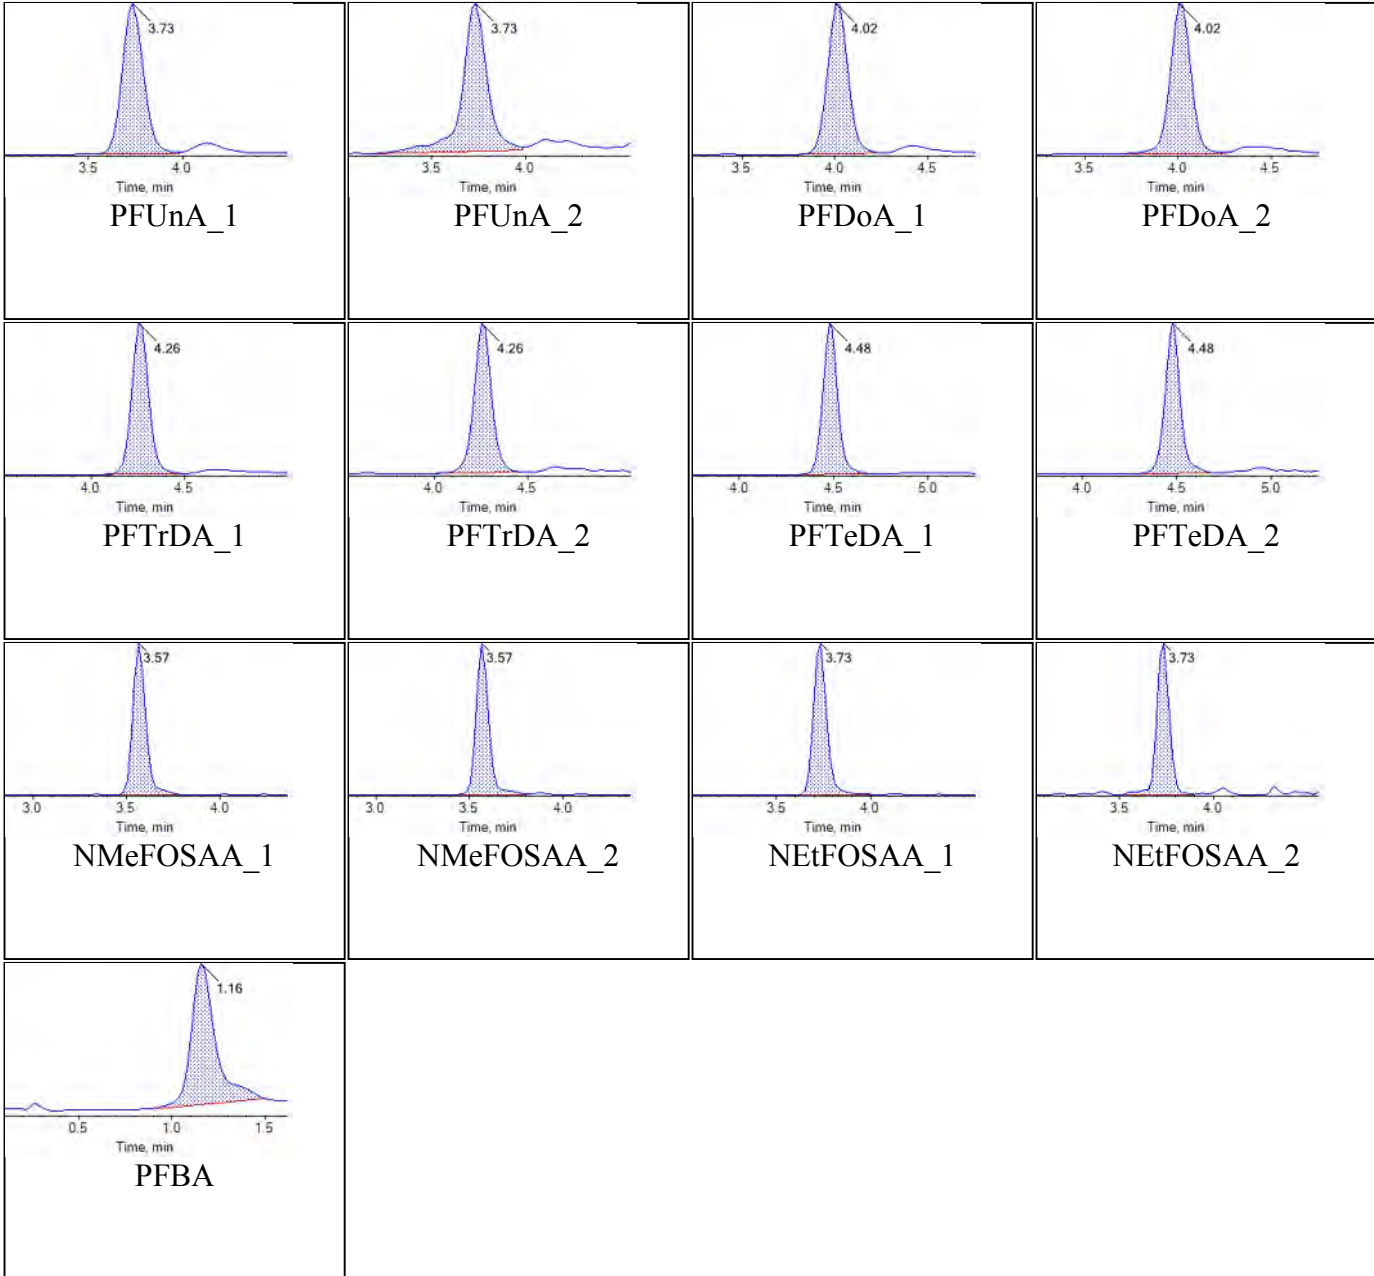 3.73
3.5 4.0
Time, min
PFUnA_1
3.73
3.5 4.0
Time, min
PFUnA_2
4.02
3.5 4.0 4.5
Time, min
PFDoA_1
4.02
3.5 4.0 4.5
Time, min
PFDoA_2
4.26
4.0 4.5
Time, min
PFTrDA_1
4.26
4.0 4.5
Time, min
PFTrDA_2
4.48
4.0 4.5 5.0
Time, min
PFTeDA_1
4.48
4.0 4.5 5.0
Time, min
PFTeDA_2
3.57
3.0 3.5 4.0
Time, min
NMeFOSAA_1
3.57
3.0 3.5 4.0
Time, min
NMeFOSAA_2
3.73
3.5 4.0
Time, min
NEtFOSAA_1
3.73
3.5 4.0
Time, min
NEtFOSAA_2
1.16
0.5 1.0 1.5
Time, min
PFBA